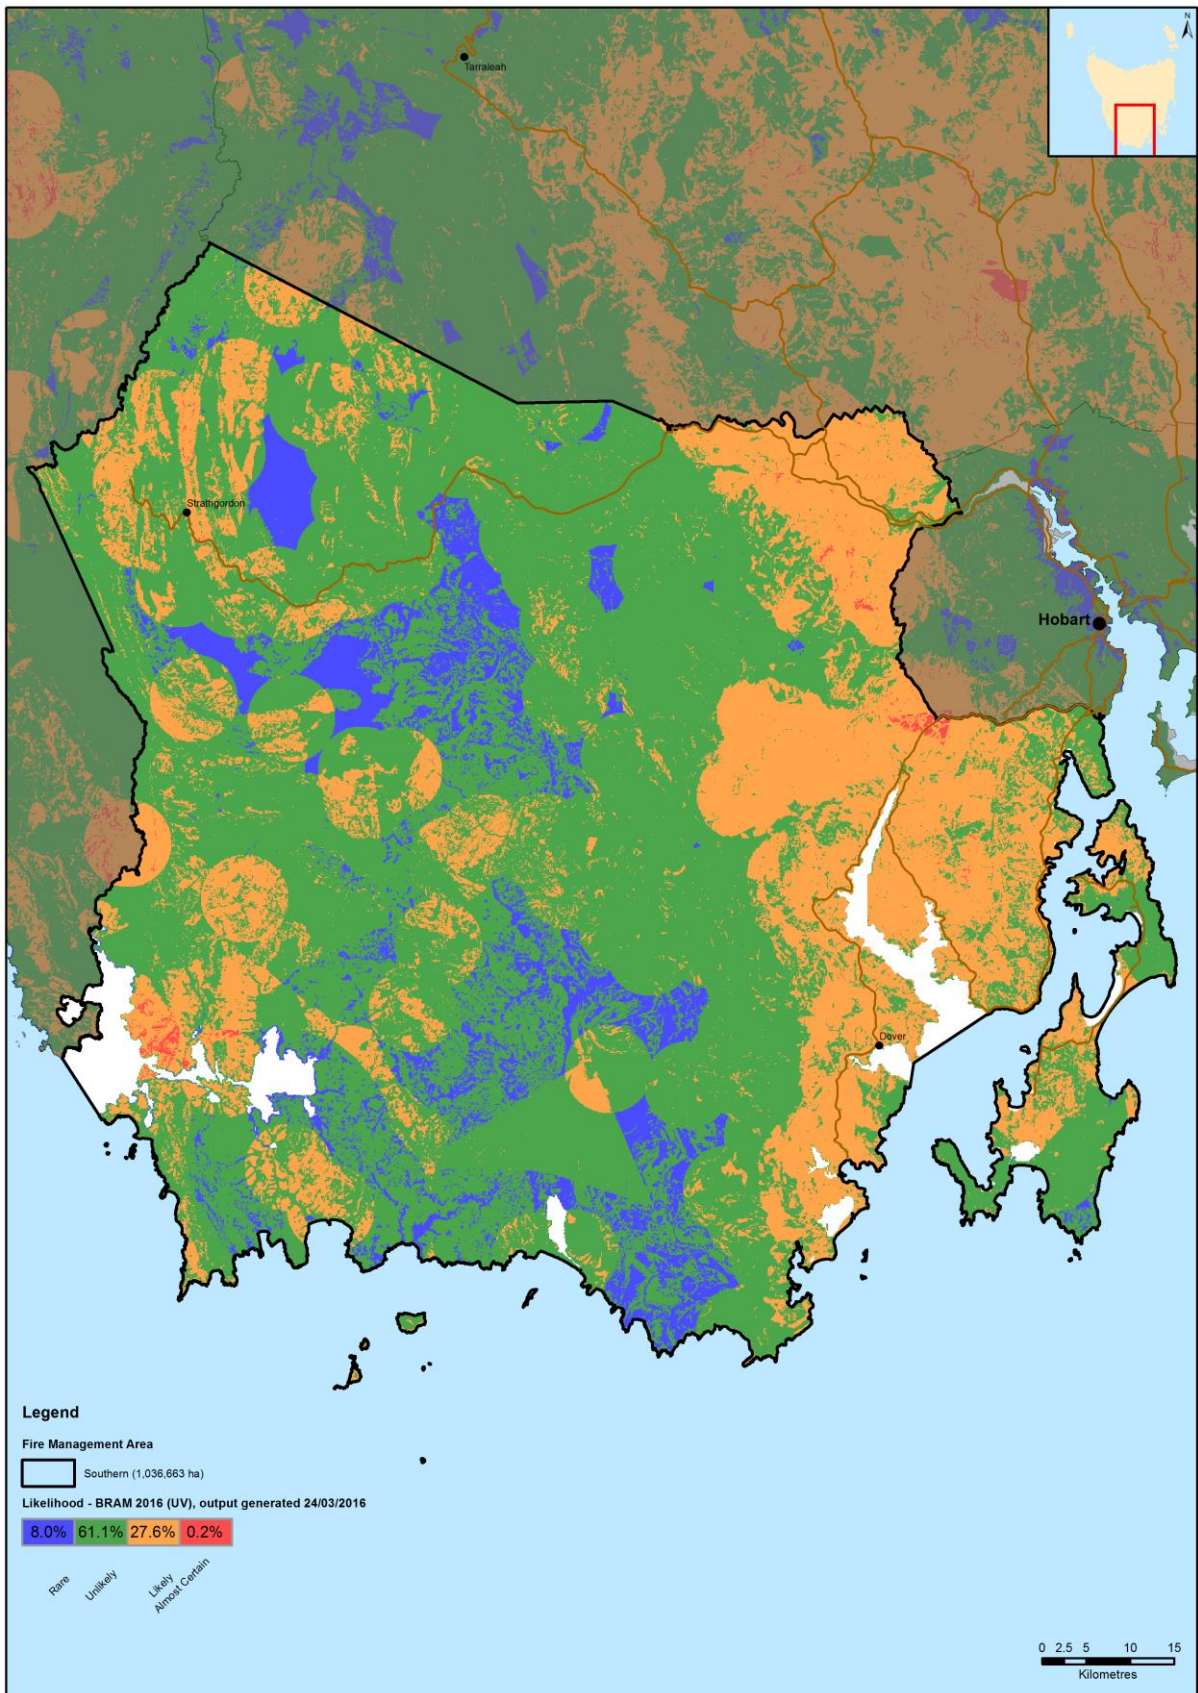 N
Tarraleah
Strathgordon
Hobart
Dover
Legend
Fire Management Area
Southern (1,036,663 ha)
Likelihood - BRAM 2016 (UV), output generated 24/03/2016
8.0% 61.1% 27.6% 0.2%
Rare Unlikely Likely Almost Certain
0 2.5 5 10 15
Kilometres